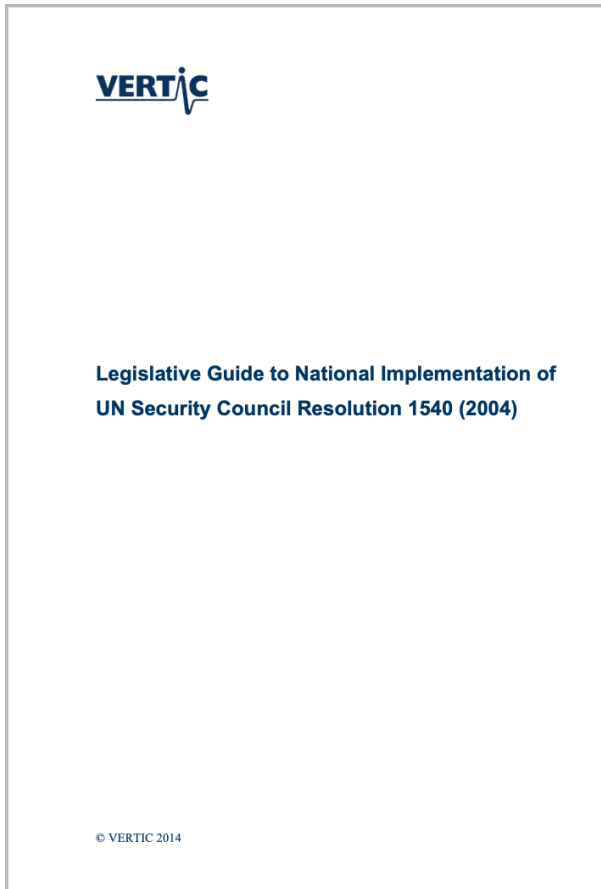 VERTIC
Legislative Guide to National Implementation of
UN Security Council Resolution 1540 (2004)
© VERTIC 2014